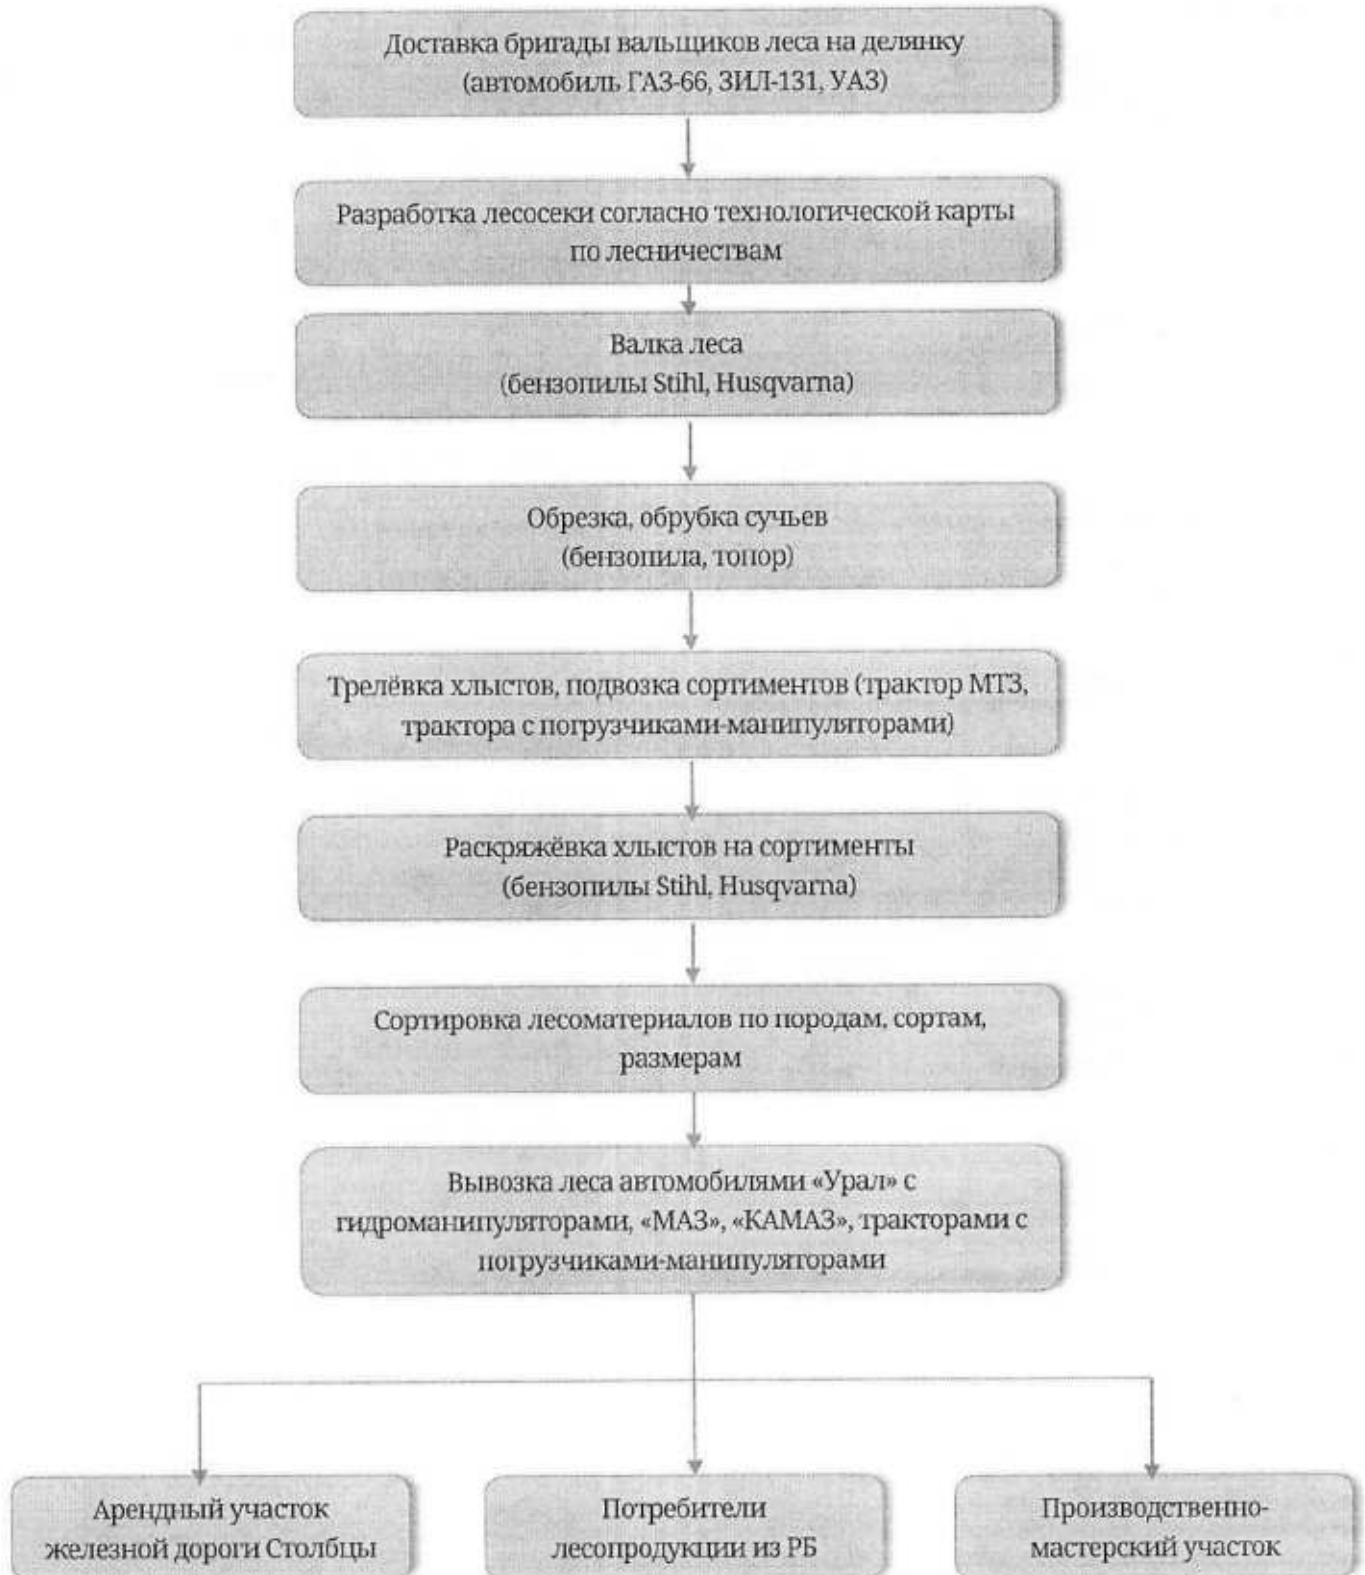 Доставка бригады вальщиков леса на делянку
(автомобиль ГАЗ-66, ЗИЛ-131, УАЗ)
Разработка лесосеки согласно технологической карты
по лесничествам
Валка леса
(бензопилы Stihl, Husqvarna)
Обрезка, обрубка сучьев
(бензопила, топор)
Трелёвка хлыстов, подвозка сортиментов (трактор МТЗ,
трактора с погрузчиками-манипуляторами)
Раскряжёвка хлыстов на сортименты
(бензопилы Stihl, Husqvarna)
Сортировка лесоматериалов по породам, сортам,
размерам
Вывозка леса автомобилями «Урал» с
гидроманипуляторами, «МАЗ», «КАМАЗ», тракторами с
погрузчиками-манипуляторами
Арендный участок
железной дороги Столбцы
Потребители
лесопродукции из РБ
Производственно-
мастерский участок